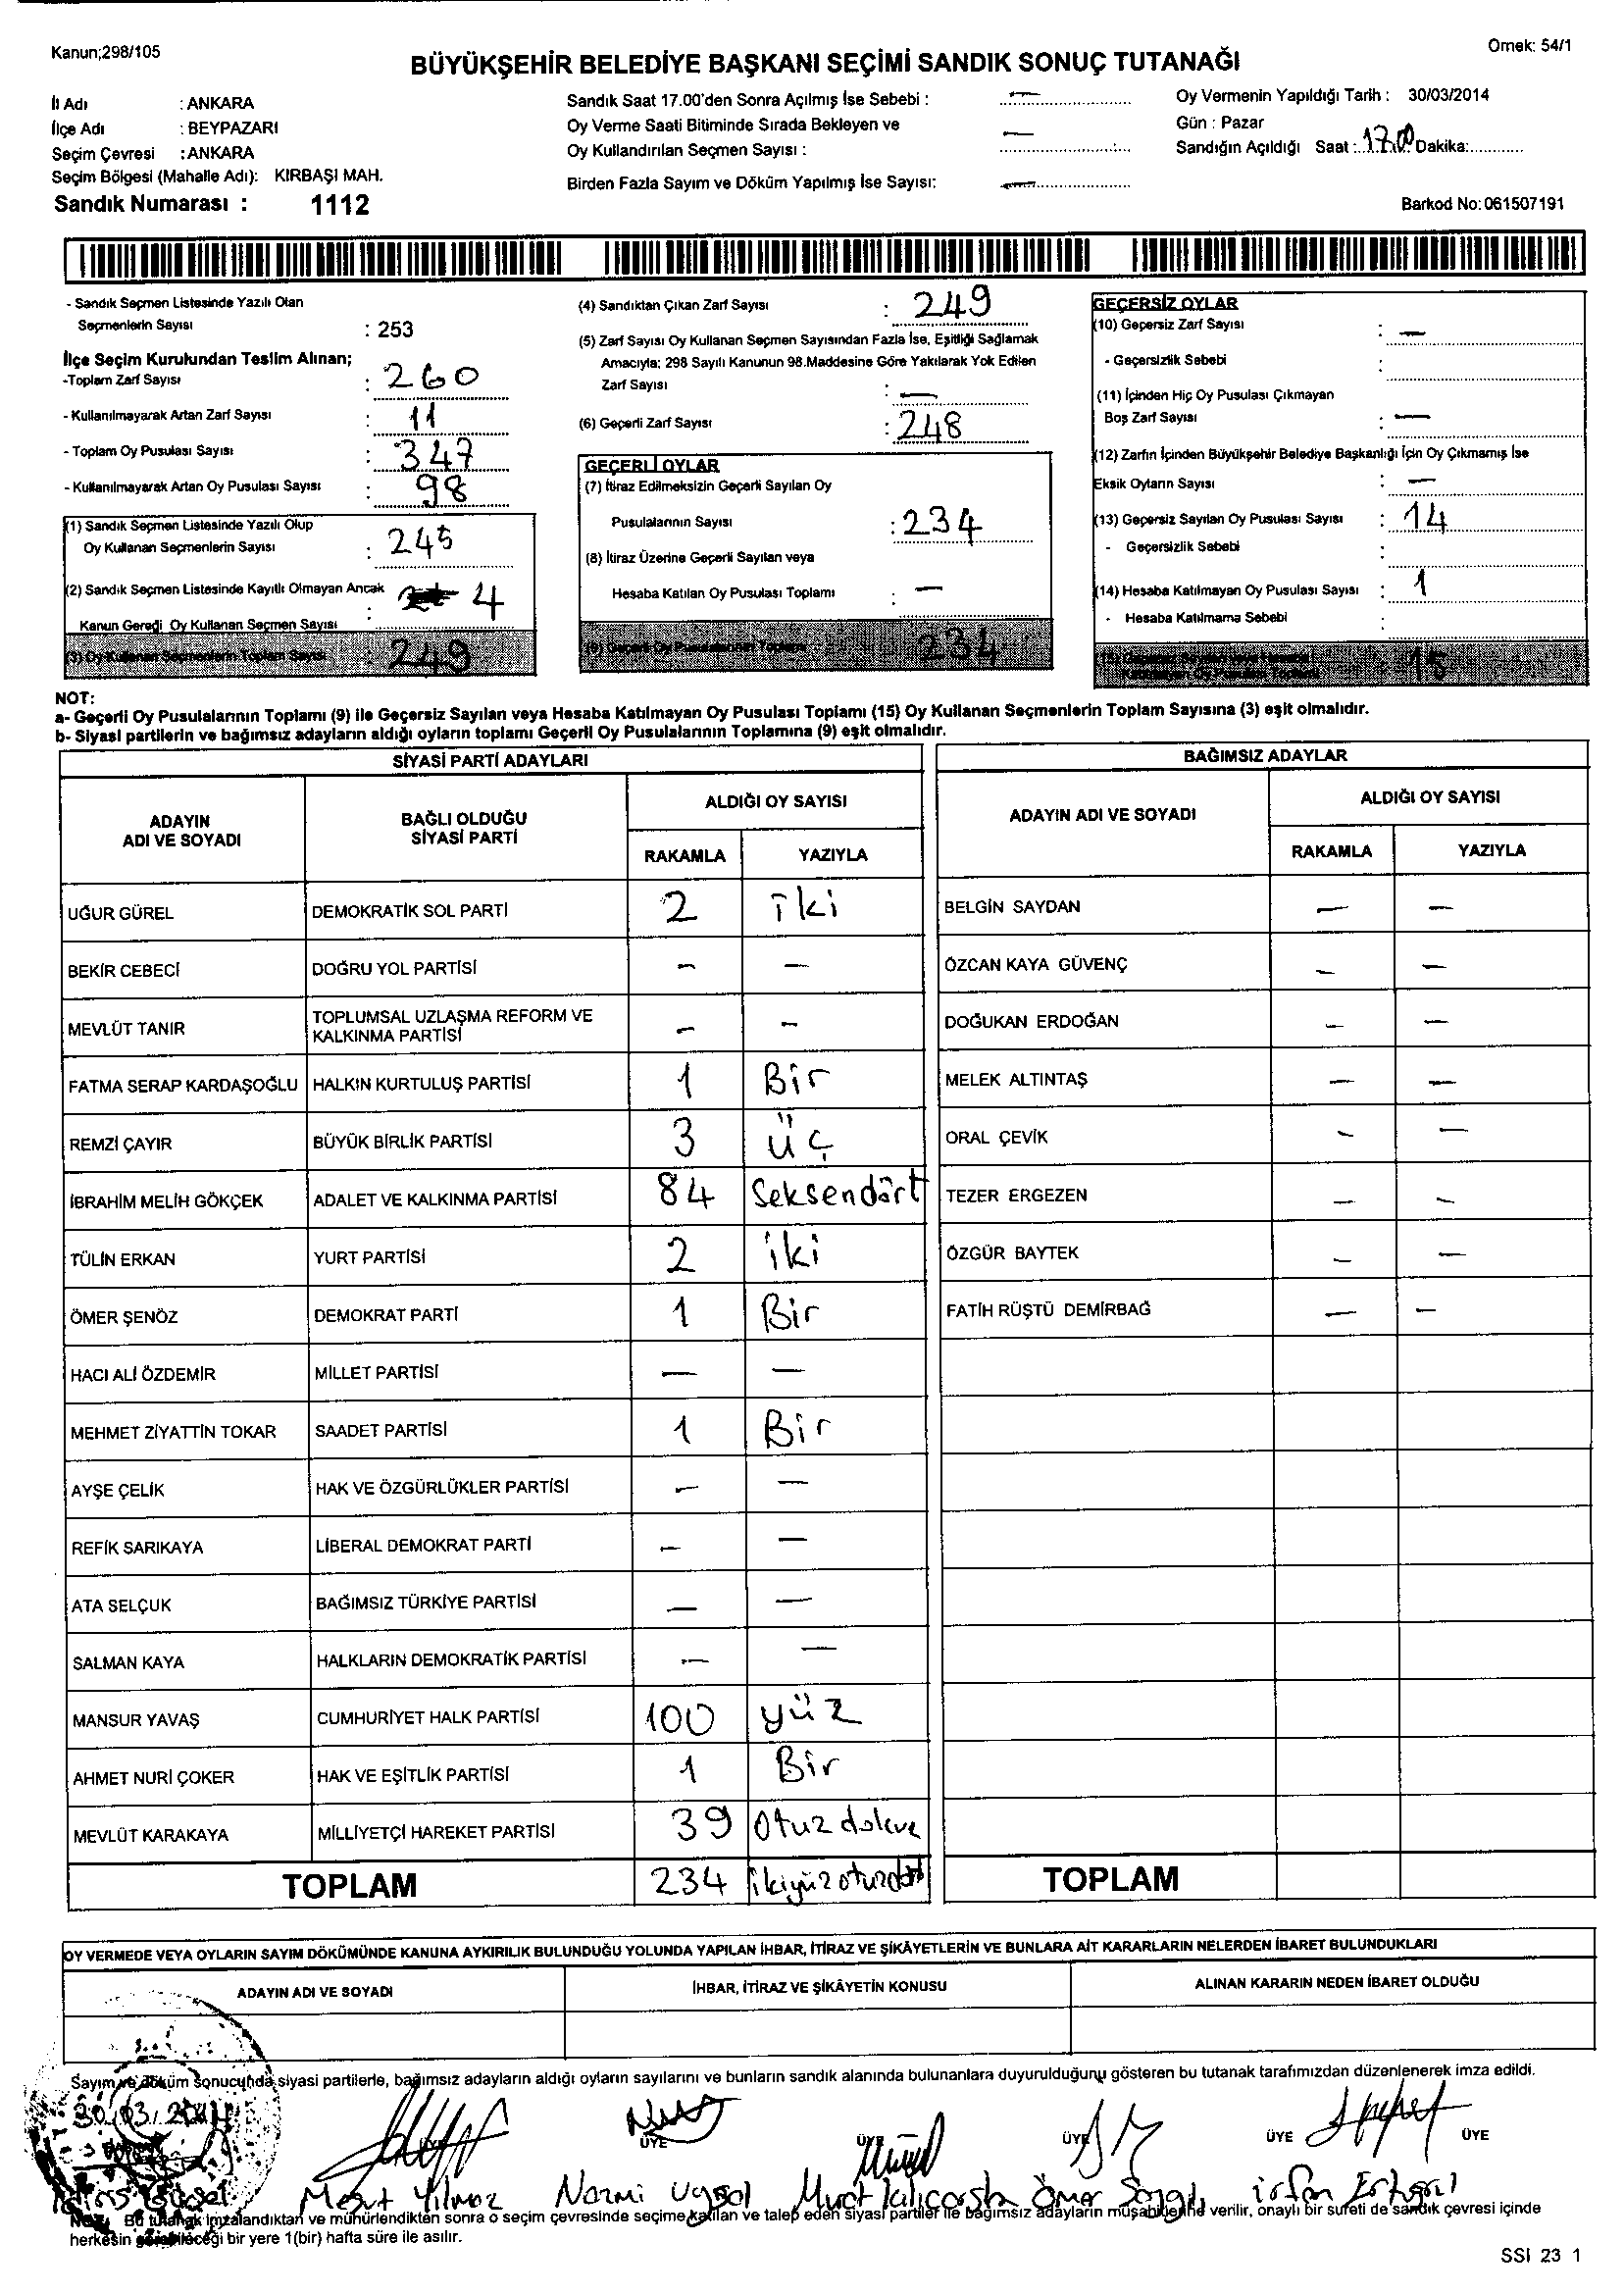 Kanun;298/105
Örnek: 54/1
BÜYÜKŞEHİR BELEDİYE BAŞKANI SEÇİMİ SANDIK SONUÇ TUTANAĞI
İl Adı : ANKARA
İlçe Adı : BEYPAZARI
Seçim Çevresi : ANKARA
Seçim Bölgesi (Mahalle Adı): KIRBAŞI MAH.
Sandık Numarası : 1112
Sandık Saat 17.00'den Sonra Açılmış İse Sebebi : —
Oy Verme Saati Bitiminde Sırada Bekleyen ve
Oy Kullandırılan Seçmen Sayısı : —
Birden Fazla Sayım ve Döküm Yapılmış İse Sayısı: —
Oy Vermenin Yapıldığı Tarih : 30/03/2014
Gün : Pazar
Sandığın Açıldığı Saat : 17.00 Dakika:
Barkod No: 061507191
- Sandık Seçmen Listesinde Yazılı Olan
Seçmenlerin Sayısı : 253
İlçe Seçim Kurulundan Teslim Alınan;
-Toplam Zarf Sayısı : 260
- Kullanılmayarak Artan Zarf Sayısı : 11
- Toplam Oy Pusulası Sayısı : 347
- Kullanılmayarak Artan Oy Pusulası Sayısı : 98
(1) Sandık Seçmen Listesinde Yazılı Olup
Oy Kullanan Seçmenlerin Sayısı : 245
(2) Sandık Seçmen Listesinde Kayıtlı Olmayan Ancak
Kanun Gereği Oy Kullanan Seçmen Sayısı : 4
(3) Oy Kullanan Seçmenlerin Toplam Sayısı : 249
(4) Sandıktan Çıkan Zarf Sayısı : 249
(5) Zarf Sayısı Oy Kullanan Seçmen Sayısından Fazla İse, Eşitliği Sağlamak
Amacıyla; 298 Sayılı Kanunun 98.Maddesine Göre Yakılarak Yok Edilen
Zarf Sayısı : —
(6) Geçerli Zarf Sayısı : 248
GEÇERLİ OYLAR
(7) İtiraz Edilmeksizin Geçerli Sayılan Oy
Pusulalarının Sayısı : 234
(8) İtiraz Üzerine Geçerli Sayılan veya
Hesaba Katılan Oy Pusulası Toplamı : —
(9) Geçerli Oy Pusulalarının Toplamı : 234
GEÇERSİZ OYLAR
(10) Geçersiz Zarf Sayısı : —
- Geçersizlik Sebebi :
(11) İçinden Hiç Oy Pusulası Çıkmayan
Boş Zarf Sayısı : —
(12) Zarfın İçinden Büyükşehir Belediye Başkanlığı İçin Oy Çıkmamış İse
Eksik Oyların Sayısı : —
(13) Geçersiz Sayılan Oy Pusulası Sayısı : 14
- Geçersizlik Sebebi :
(14) Hesaba Katılmayan Oy Pusulası Sayısı : 1
- Hesaba Katılmama Sebebi :
15
NOT:
a- Geçerli Oy Pusulalarının Toplamı (9) ile Geçersiz Sayılan veya Hesaba Katılmayan Oy Pusulası Toplamı (15) Oy Kullanan Seçmenlerin Toplam Sayısına (3) eşit olmalıdır.
b- Siyasi partilerin ve bağımsız adayların aldığı oyların toplamı Geçerli Oy Pusulalarının Toplamına (9) eşit olmalıdır.
SİYASİ PARTİ ADAYLARI
ADAYIN ADI VE SOYADI BAĞLI OLDUĞU SİYASİ PARTİ ALDIĞI OY SAYISI
RAKAMLA YAZIYLA
UĞUR GÜREL DEMOKRATİK SOL PARTİ 2 iki
BEKİR CEBECİ DOĞRU YOL PARTİSİ — —
MEVLÜT TANIR TOPLUMSAL UZLAŞMA REFORM VE KALKINMA PARTİSİ — —
FATMA SERAP KARDAŞOĞLU HALKIN KURTULUŞ PARTİSİ 1 Bir
REMZİ ÇAYIR BÜYÜK BİRLİK PARTİSİ 3 üç
İBRAHİM MELİH GÖKÇEK ADALET VE KALKINMA PARTİSİ 84 Seksendört
TÜLİN ERKAN YURT PARTİSİ 2 iki
ÖMER ŞENÖZ DEMOKRAT PARTİ 1 Bir
HACI ALİ ÖZDEMİR MİLLET PARTİSİ — —
MEHMET ZİYATTİN TOKAR SAADET PARTİSİ 1 Bir
AYŞE ÇELİK HAK VE ÖZGÜRLÜKLER PARTİSİ — —
REFİK SARIKAYA LİBERAL DEMOKRAT PARTİ — —
ATA SELÇUK BAĞIMSIZ TÜRKİYE PARTİSİ — —
SALMAN KAYA HALKLARIN DEMOKRATİK PARTİSİ — —
MANSUR YAVAŞ CUMHURİYET HALK PARTİSİ 100 yüz
AHMET NURİ ÇOKER HAK VE EŞİTLİK PARTİSİ 1 Bir
MEVLÜT KARAKAYA MİLLİYETÇİ HAREKET PARTİSİ 39 Otuz
TOPLAM 234 ikiyüzotuzdört
BAĞIMSIZ ADAYLAR
ADAYIN ADI VE SOYADI ALDIĞI OY SAYISI
RAKAMLA YAZIYLA
BELGİN SAYDAN — —
ÖZCAN KAYA GÜVENÇ — —
DOĞUKAN ERDOĞAN — —
MELEK ALTINTAŞ — —
ORAL ÇEVİK — —
TEZER ERGEZEN — —
ÖZGÜR BAYTEK — —
FATİH RÜŞTÜ DEMİRBAĞ — —
TOPLAM
OY VERMEDE VEYA OYLARIN SAYIM DÖKÜMÜNDE KANUNA AYKIRILIK BULUNDUĞU YOLUNDA YAPILAN İHBAR, İTİRAZ VE ŞİKÂYETLERİN VE BUNLARA AİT KARARLARIN NELERDEN İBARET BULUNDUKLARI
ADAYIN ADI VE SOYADI İHBAR, İTİRAZ VE ŞİKÂYETİN KONUSU ALINAN KARARIN NEDEN İBARET OLDUĞU
Sayım ve döküm sonucunda siyasi partilerle, bağımsız adayların aldığı oyların sayılarını ve bunların sandık alanında bulunanlara duyurulduğunu gösteren bu tutanak tarafımızdan düzenlenerek imza edildi.
30.03.2014
ÜYE ÜYE ÜYE ÜYE ÜYE ÜYE
Mesut Yılmaz Nazmi Uysal Murat Ömer İrfan
NOT: Bu tutanak imzalandıktan ve mühürlendikten sonra o seçim çevresinde seçime katılan ve talep eden siyasi partiler ile bağımsız adayların müşahitlerine verilir, onaylı bir sureti de sandık çevresi içinde
herkesin görebileceği bir yere 1(bir) hafta süre ile asılır.
SSI 23 1